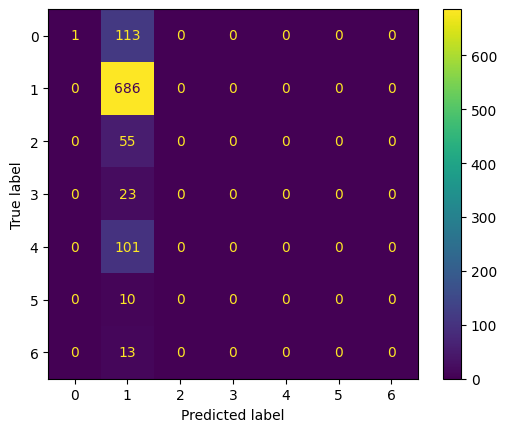 0 1 113 0 0 0 0 0
1 0 686 0 0 0 0 0
2 0 55 0 0 0 0 0
3 0 23 0 0 0 0 0
4 0 101 0 0 0 0 0
5 0 10 0 0 0 0 0
6 0 13 0 0 0 0 0
0 1 2 3 4 5 6
True label
Predicted label
600
500
400
300
200
100
0